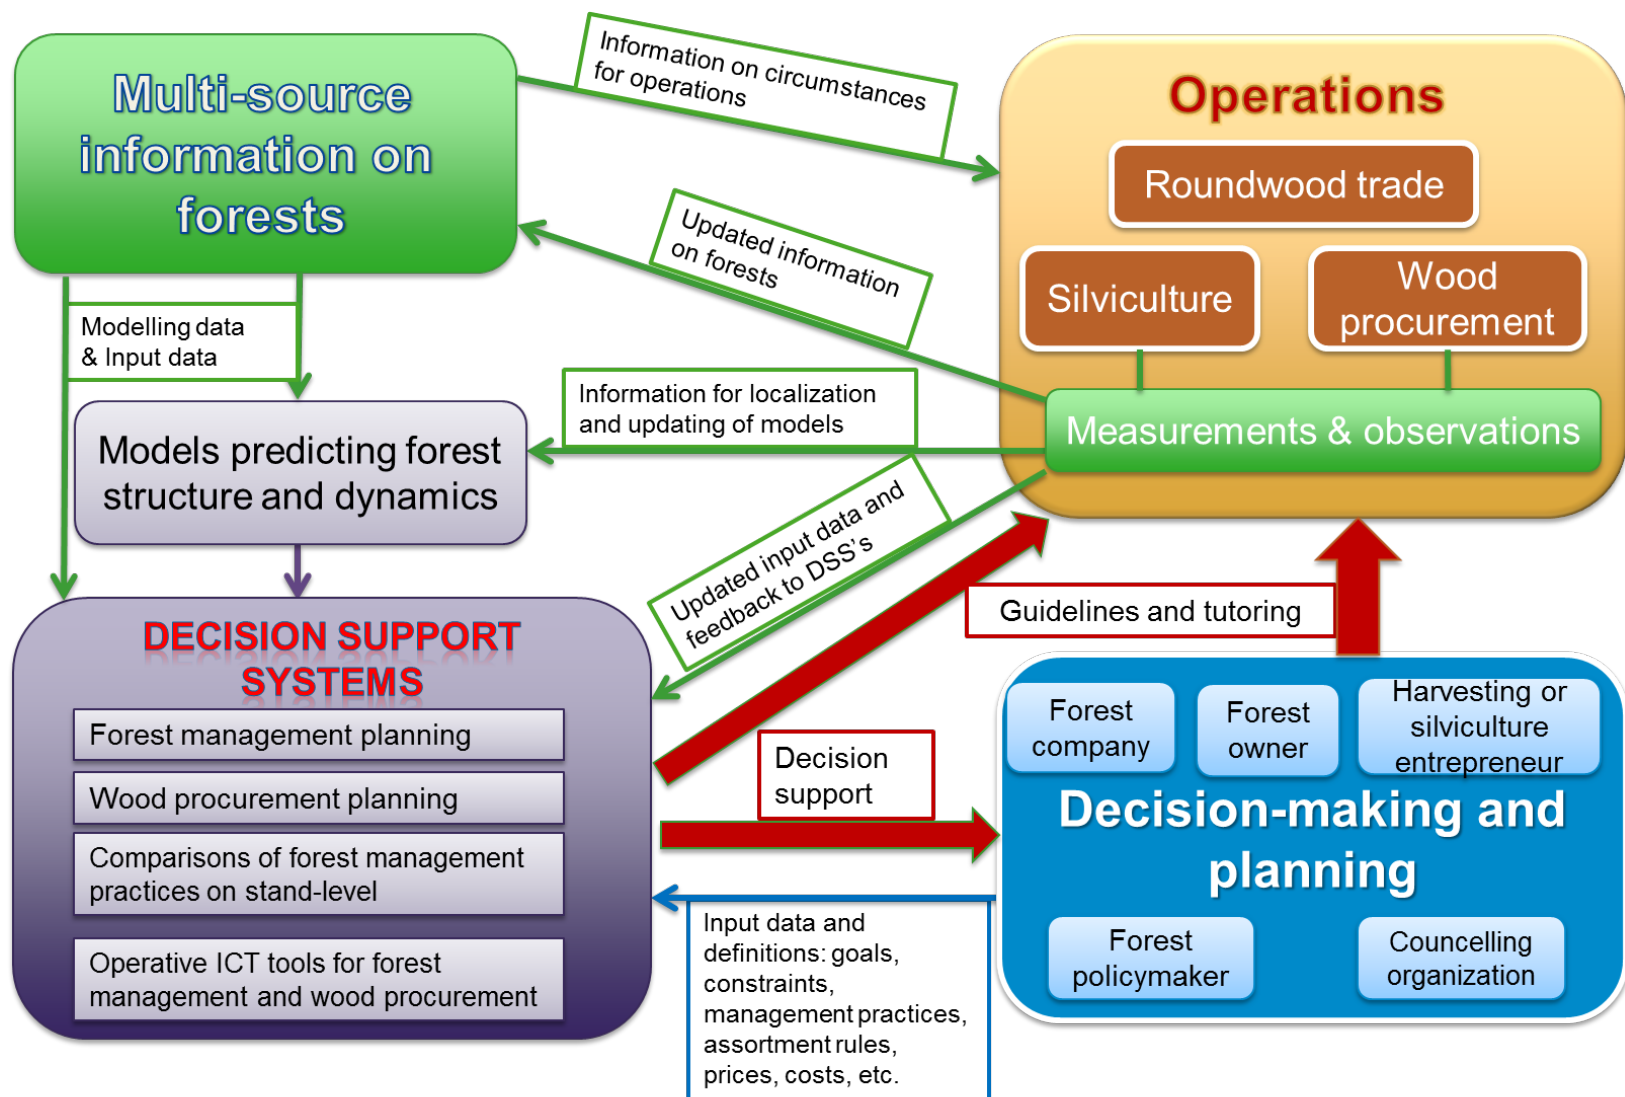 Multi-source
information on
forests
Information on circumstances
for operations
Operations
Roundwood trade
Silviculture
Wood
procurement
Measurements & observations
Updated information
on forests
Modelling data
& Input data
Information for localization
and updating of models
Models predicting forest
structure and dynamics
Updated input data and
feedback to DSS's
DECISION SUPPORT
SYSTEMS
Forest management planning
Wood procurement planning
Comparisons of forest management
practices on stand-level
Operative ICT tools for forest
management and wood procurement
Guidelines and tutoring
Decision
support
Forest
company
Forest
owner
Harvesting or
silviculture
entrepreneur
Decision-making and
planning
Forest
policymaker
Councelling
organization
Input data and
definitions: goals,
constraints,
management practices,
assortment rules,
prices, costs, etc.